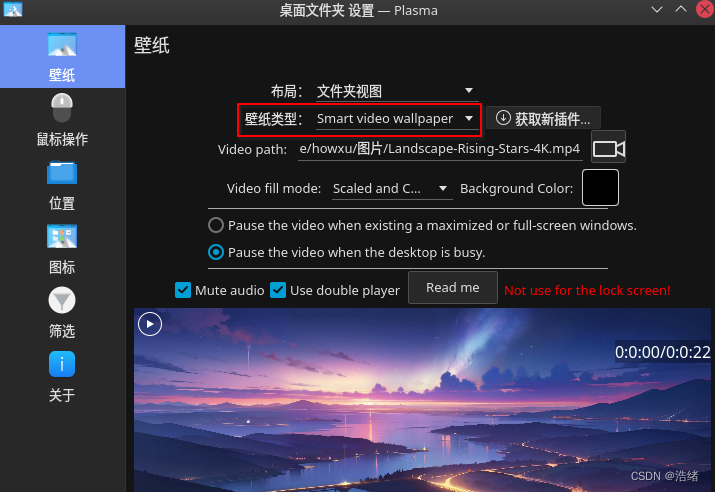 桌面文件夹 设置 — Plasma
壁纸
鼠标操作
位置
图标
筛选
关于
壁纸
布局： 文件夹视图
壁纸类型： Smart video wallpaper 获取新插件...
Video path: e/howxu/图片/Landscape-Rising-Stars-4K.mp4
Video fill mode: Scaled and C... Background Color:
Pause the video when existing a maximized or full-screen windows.
Pause the video when the desktop is busy.
Mute audio Use double player Read me Not use for the lock screen!
0:0:00/0:0:22
CSDN @浩绪